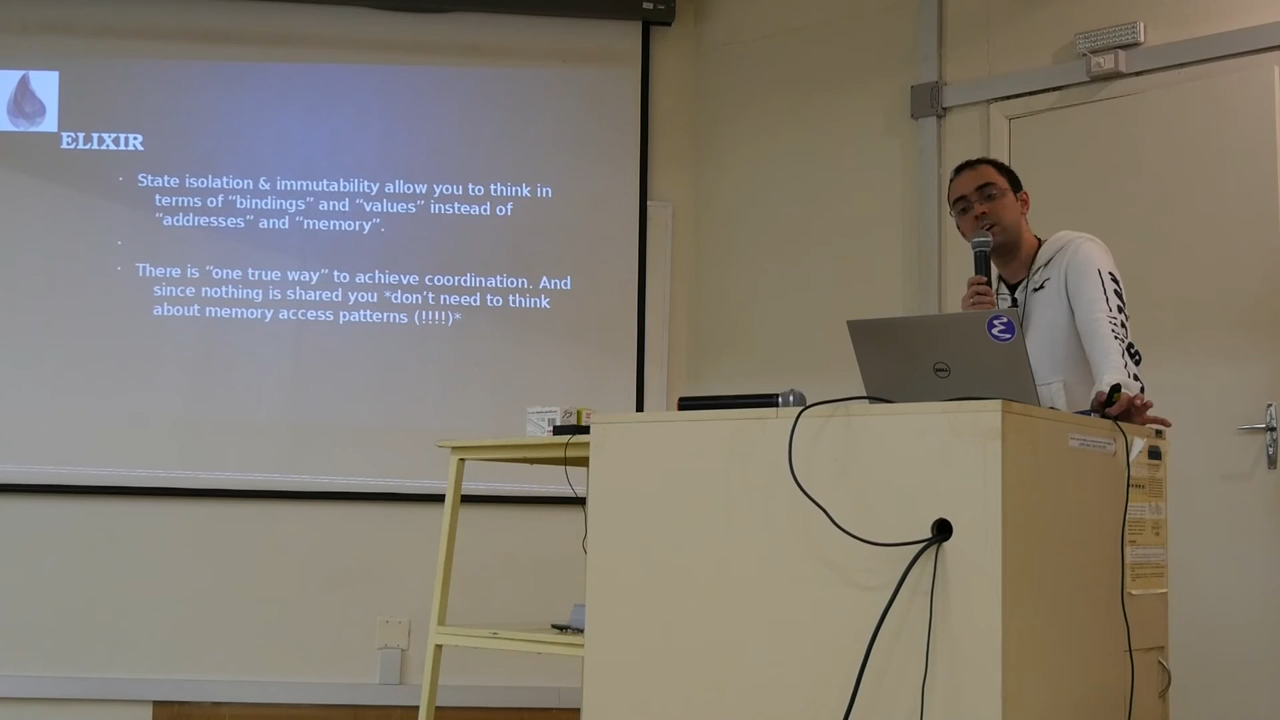 ELIXIR
State isolation & immutability allow you to think in
terms of “bindings” and “values” instead of
“addresses” and “memory”.
There is “one true way” to achieve coordination. And
since nothing is shared you *don’t need to think
about memory access patterns (!!!!)*
DELL